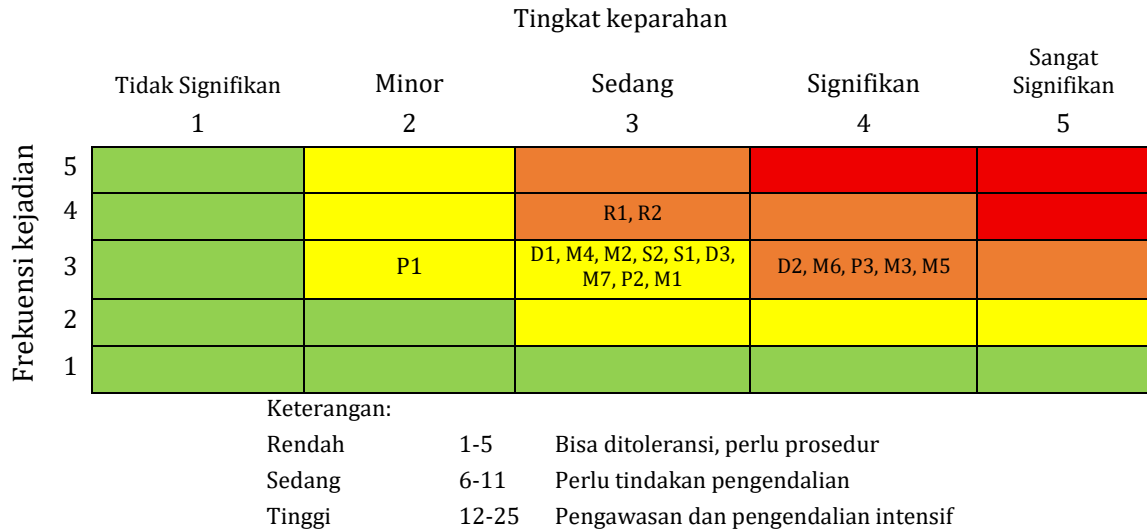 Tingkat keparahan
Tidak Signifikan Minor Sedang Signifikan Sangat Signifikan
1 2 3 4 5
Frekuensi kejadian
5
4 R1, R2
3 P1 D1, M4, M2, S2, S1, D3, M7, P2, M1 D2, M6, P3, M3, M5
2
1
Keterangan:
Rendah 1-5 Bisa ditoleransi, perlu prosedur
Sedang 6-11 Perlu tindakan pengendalian
Tinggi 12-25 Pengawasan dan pengendalian intensif